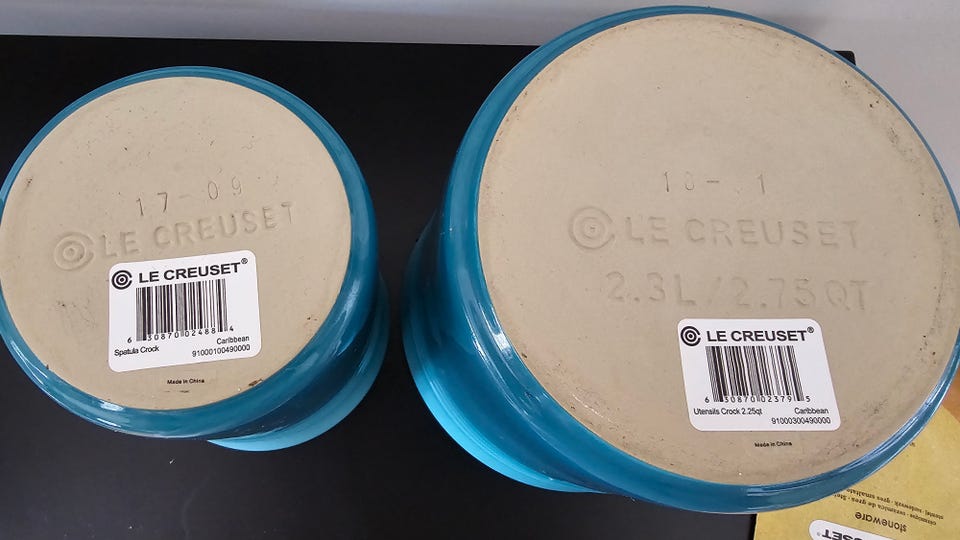 17-09
LE CREUSET
LE CREUSET®
6 30870 02488 4
Spatula Crock Caribbean
91000100490000
Made in China
LE CREUSET
2.3L/2.75QT
LE CREUSET®
6 30870 02379 5
Utensils Crock 2.25qt Caribbean
91000300490000
Made in China
stoneware